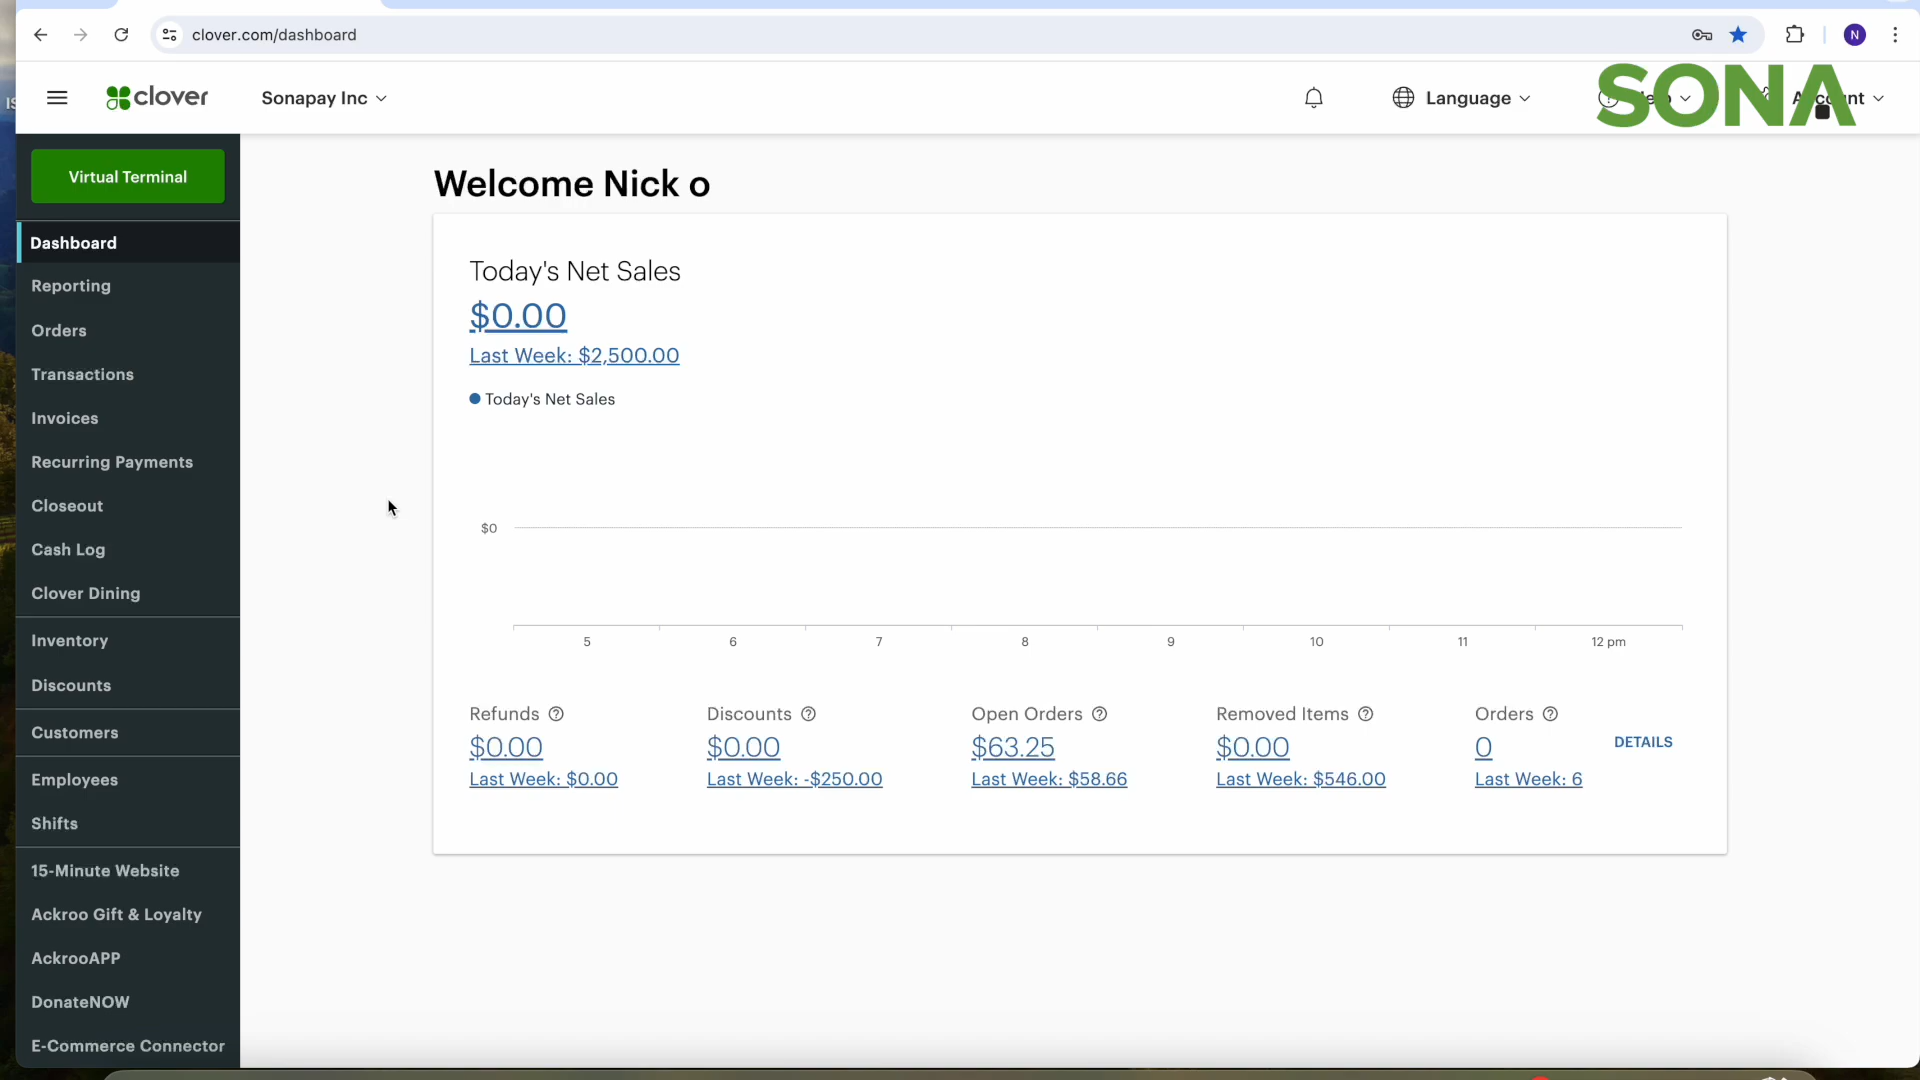 clover.com/dashboard
N
clover
Sonapay Inc
Language
SONA
Virtual Terminal
Welcome Nick o
Dashboard
Reporting
Orders
Transactions
Invoices
Recurring Payments
Closeout
Cash Log
Clover Dining
Inventory
Discounts
Customers
Employees
Shifts
15-Minute Website
Ackroo Gift & Loyalty
AckrooAPP
DonateNOW
E-Commerce Connector
Today's Net Sales
$0.00
Last Week: $2,500.00
Today's Net Sales
$0
5 6 7 8 9 10 11 12 pm
Refunds Discounts Open Orders Removed Items Orders
$0.00 $0.00 $63.25 $0.00 0 DETAILS
Last Week: $0.00 Last Week: -$250.00 Last Week: $58.66 Last Week: $546.00 Last Week: 6